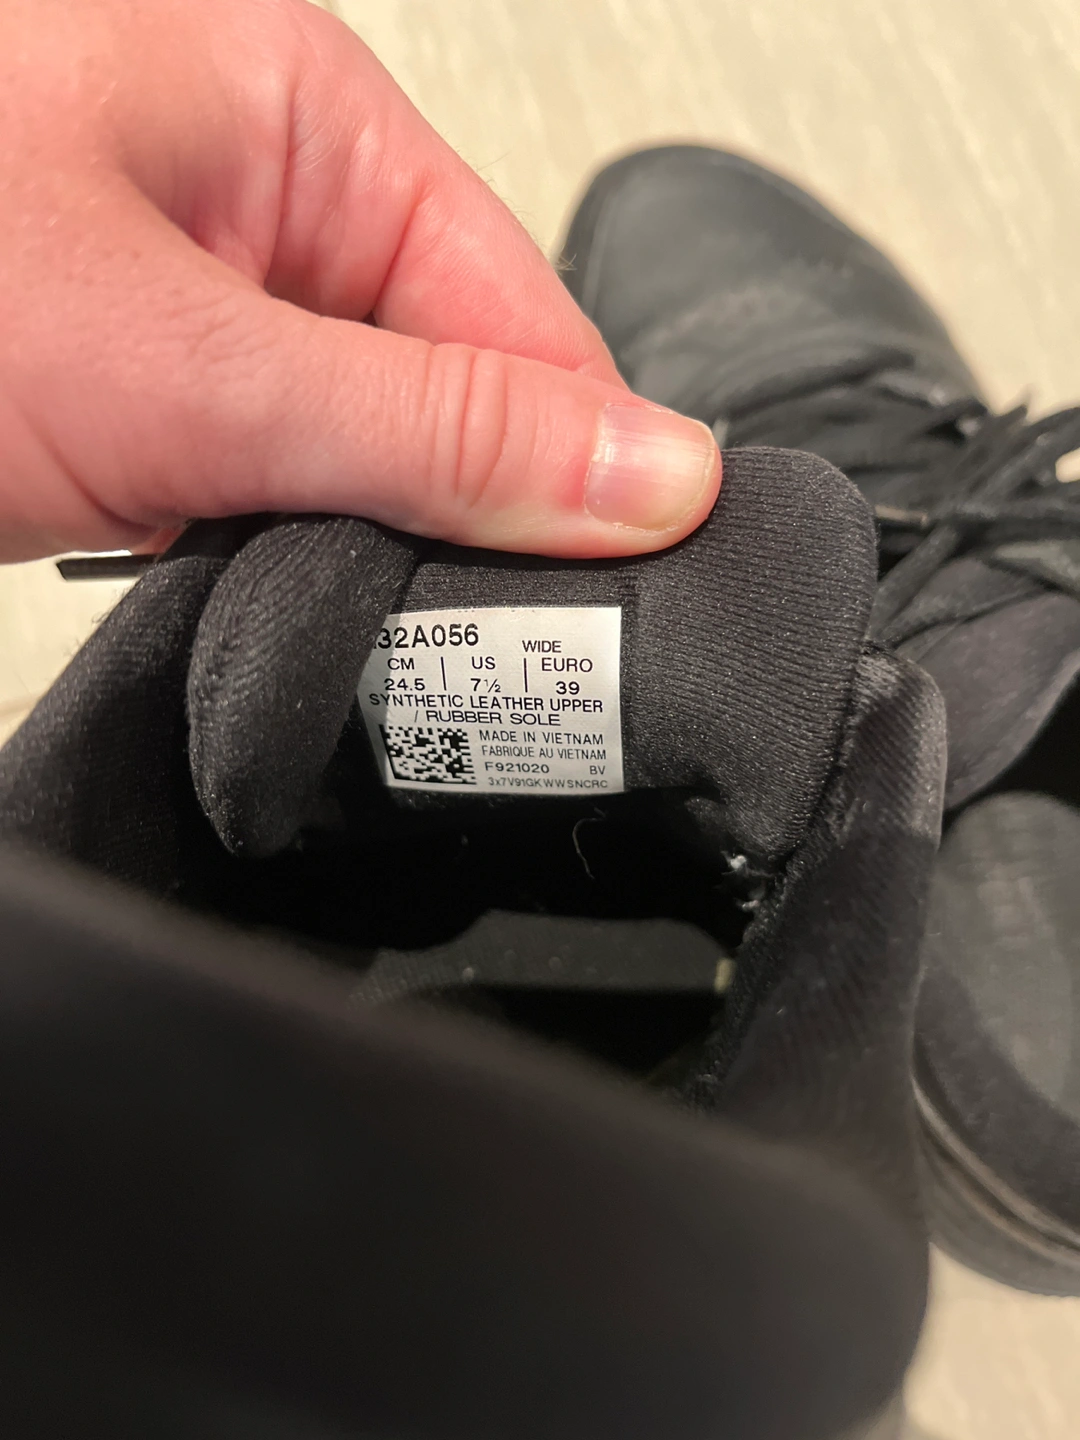 32A056 WIDE
CM | US | EURO
24.5 | 7½ | 39
SYNTHETIC LEATHER UPPER
/ RUBBER SOLE
MADE IN VIETNAM
FABRIQUE AU VIETNAM
F921020 BV
3x7V91GKWWSNCRC